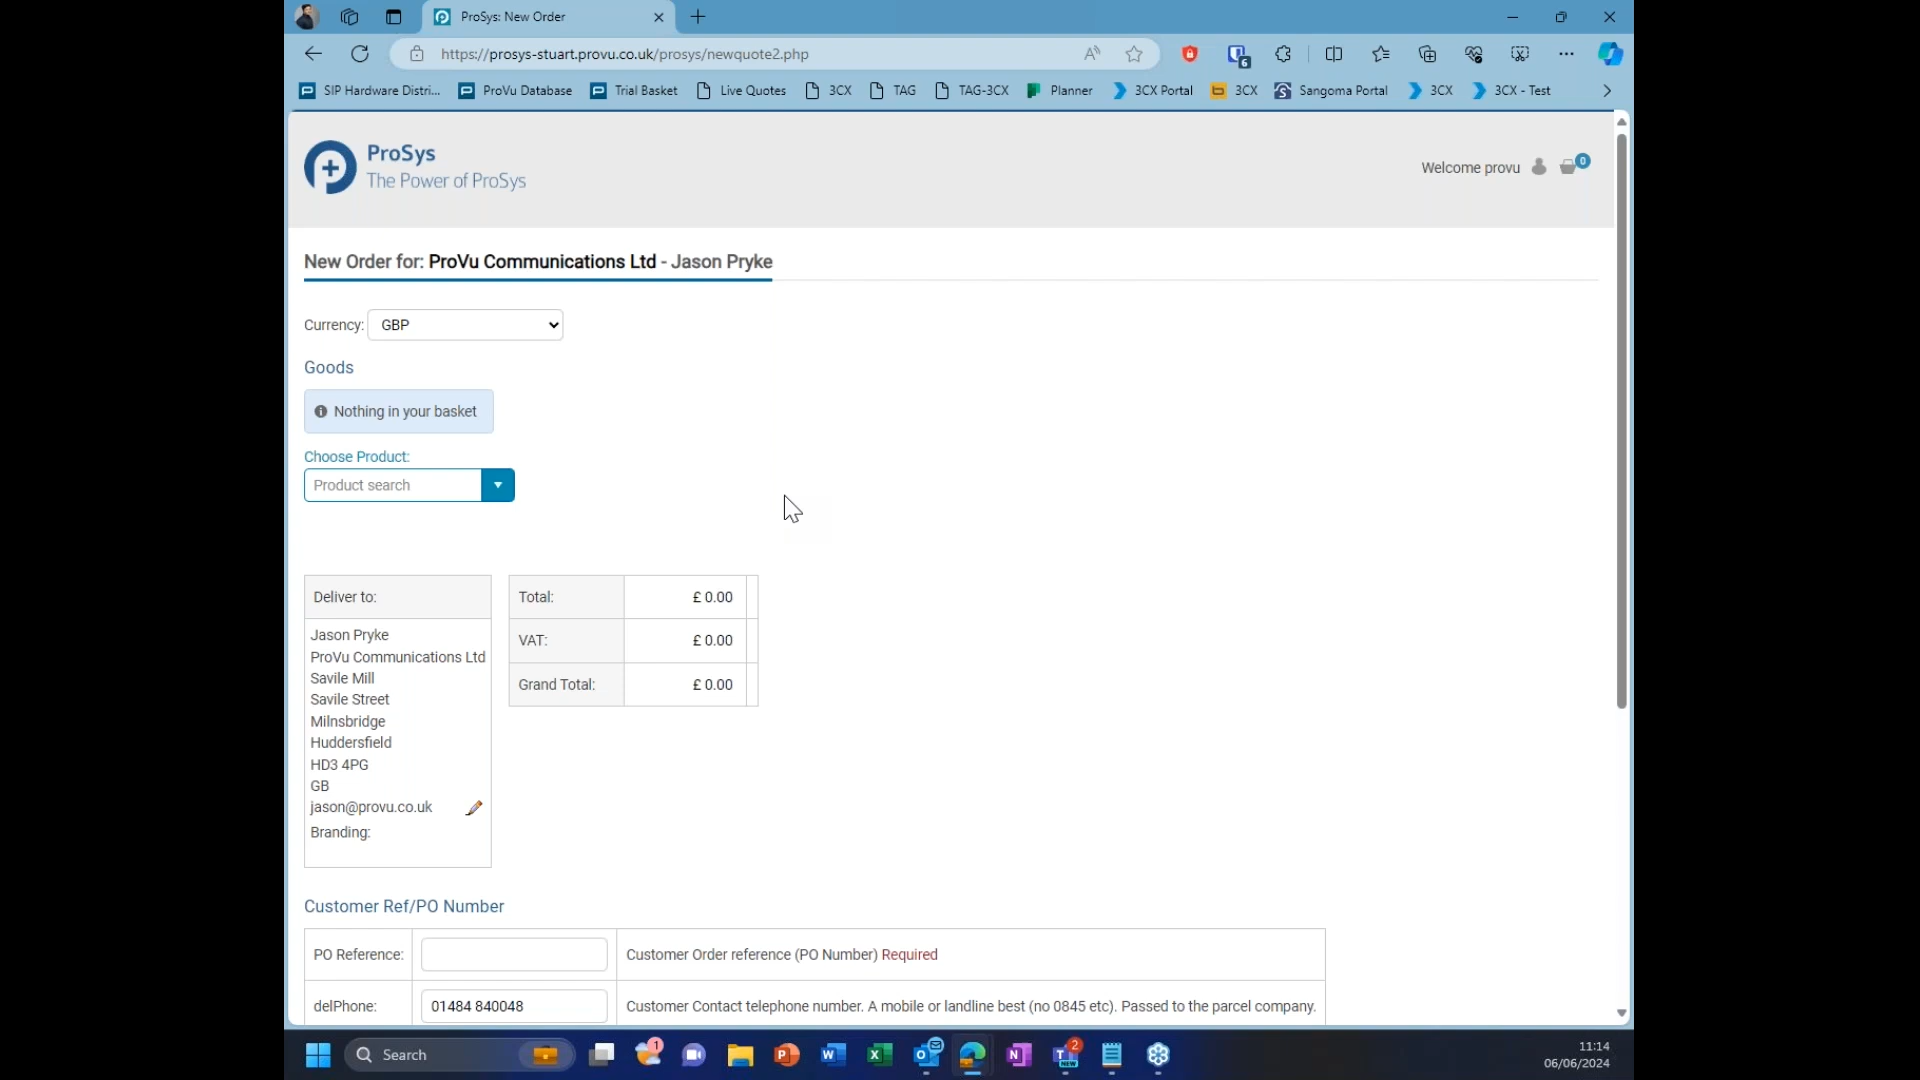 ProSys: New Order
https://prosys-stuart.provu.co.uk/prosys/newquote2.php
6
SIP Hardware Distri... ProVu Database Trial Basket Live Quotes 3CX TAG TAG-3CX Planner 3CX Portal 3CX Sangoma Portal 3CX 3CX - Test
ProSys
The Power of ProSys
Welcome provu 0
New Order for: ProVu Communications Ltd - Jason Pryke
Currency: GBP
Goods
Nothing in your basket
Choose Product:
Product search
Deliver to:
Jason Pryke
ProVu Communications Ltd
Savile Mill
Savile Street
Milnsbridge
Huddersfield
HD3 4PG
GB
jason@provu.co.uk
Branding:
Total: £ 0.00
VAT: £ 0.00
Grand Total: £ 0.00
Customer Ref/PO Number
PO Reference: Customer Order reference (PO Number) Required
delPhone: 01484 840048 Customer Contact telephone number. A mobile or landline best (no 0845 etc). Passed to the parcel company.
Search 1 2
11:14
06/06/2024